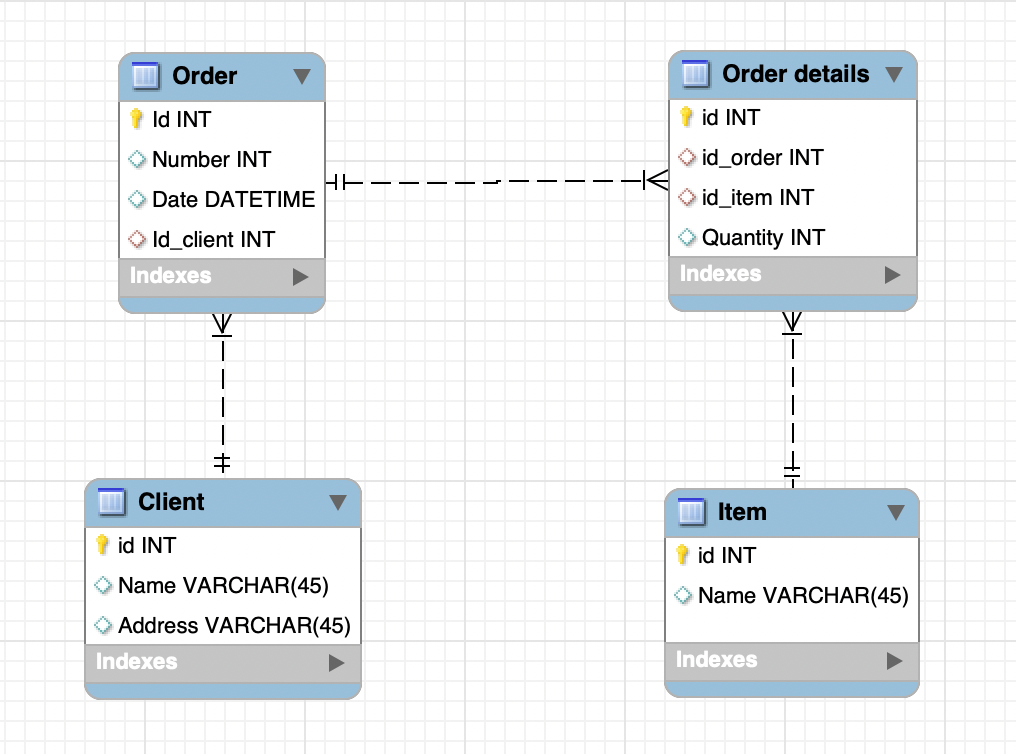 Order
Id INT
Number INT
Date DATETIME
Id_client INT
Indexes
Order details
id INT
id_order INT
id_item INT
Quantity INT
Indexes
Client
id INT
Name VARCHAR(45)
Address VARCHAR(45)
Indexes
Item
id INT
Name VARCHAR(45)
Indexes